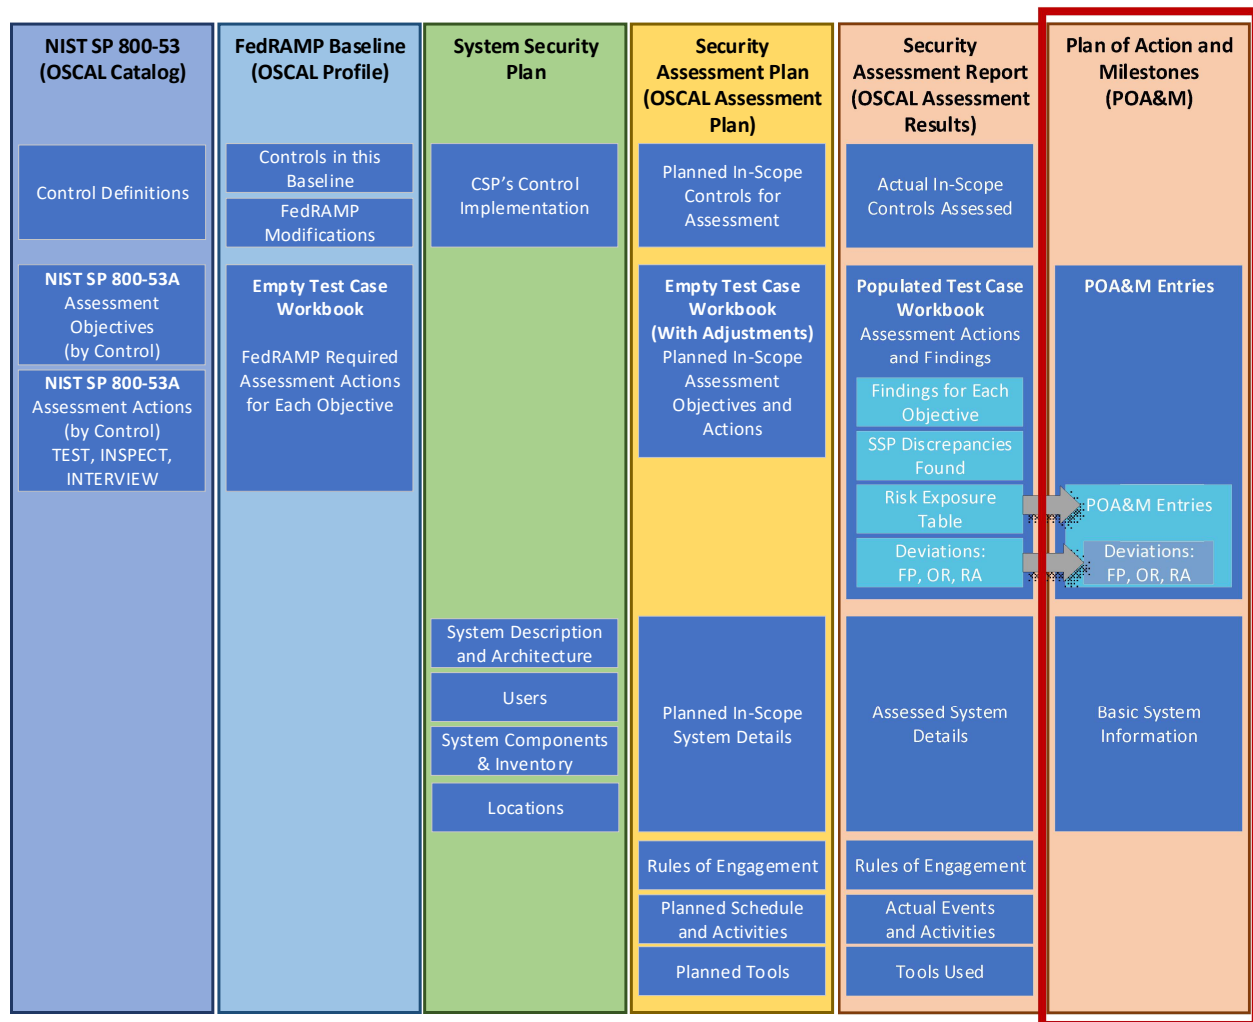 NIST SP 800-53
(OSCAL Catalog)
Control Definitions
NIST SP 800-53A
Assessment
Objectives
(by Control)
NIST SP 800-53A
Assessment Actions
(by Control)
TEST, INSPECT,
INTERVIEW
FedRAMP Baseline
(OSCAL Profile)
Controls in this
Baseline
FedRAMP
Modifications
Empty Test Case
Workbook
FedRAMP Required
Assessment Actions
for Each Objective
System Security
Plan
CSP's Control
Implementation
System Description
and Architecture
Users
System Components
& Inventory
Locations
Security
Assessment Plan
(OSCAL Assessment
Plan)
Planned In-Scope
Controls for
Assessment
Empty Test Case
Workbook
(With Adjustments)
Planned In-Scope
Assessment
Objectives and
Actions
Planned In-Scope
System Details
Rules of Engagement
Planned Schedule
and Activities
Planned Tools
Security
Assessment Report
(OSCAL Assessment
Results)
Actual In-Scope
Controls Assessed
Populated Test Case
Workbook
Assessment Actions
and Findings
Findings for Each
Objective
SSP Discrepancies
Found
Risk Exposure
Table
Deviations:
FP, OR, RA
Assessed System
Details
Rules of Engagement
Actual Events
and Activities
Tools Used
Plan of Action and
Milestones
(POA&M)
POA&M Entries
POA&M Entries
Deviations:
FP, OR, RA
Basic System
Information